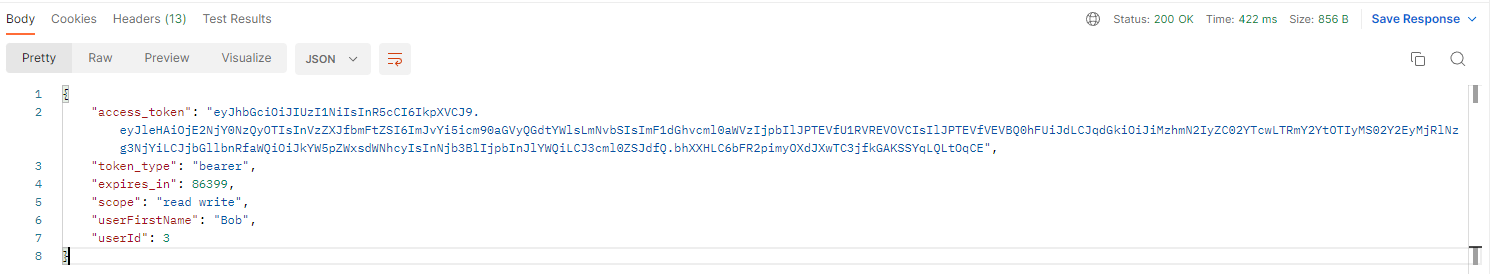 Body Cookies Headers (13) Test Results Status: 200 OK Time: 422 ms Size: 856 B Save Response
Pretty Raw Preview Visualize JSON
1 {
2 "access_token": "eyJhbGciOiJIUzI1NiIsInR5cCI6IkpXVCJ9.
eyJleHAiOjE2NjY0NzQyOTIsInVzZXJfbmFtZSI6ImJvYi5icm90aGVyQGdtYWlsLmNvbSIsImF1dGhvcml0aWVzIjpbIlJPTEVfU1RVREVOVCIsIlJPTEVfVEVBQ0hFUiJdLCJqdGkiOiJiMzhmN2IyZC02YTcwLTRmY2YtOTIyMS02Y2EyMjRlNz
g3NjYiLCJjbGllbnRfaWQiOiJkYW5pZWxsdWNhcyIsInNjb3BlIjpbInJlYWQiLCJ3cml0ZSJdfQ.bhXXHLC6bFR2pimyOXdJXwTC3jfkGAKSSYqLQLtOqCE",
3 "token_type": "bearer",
4 "expires_in": 86399,
5 "scope": "read write",
6 "userFirstName": "Bob",
7 "userId": 3
8 }